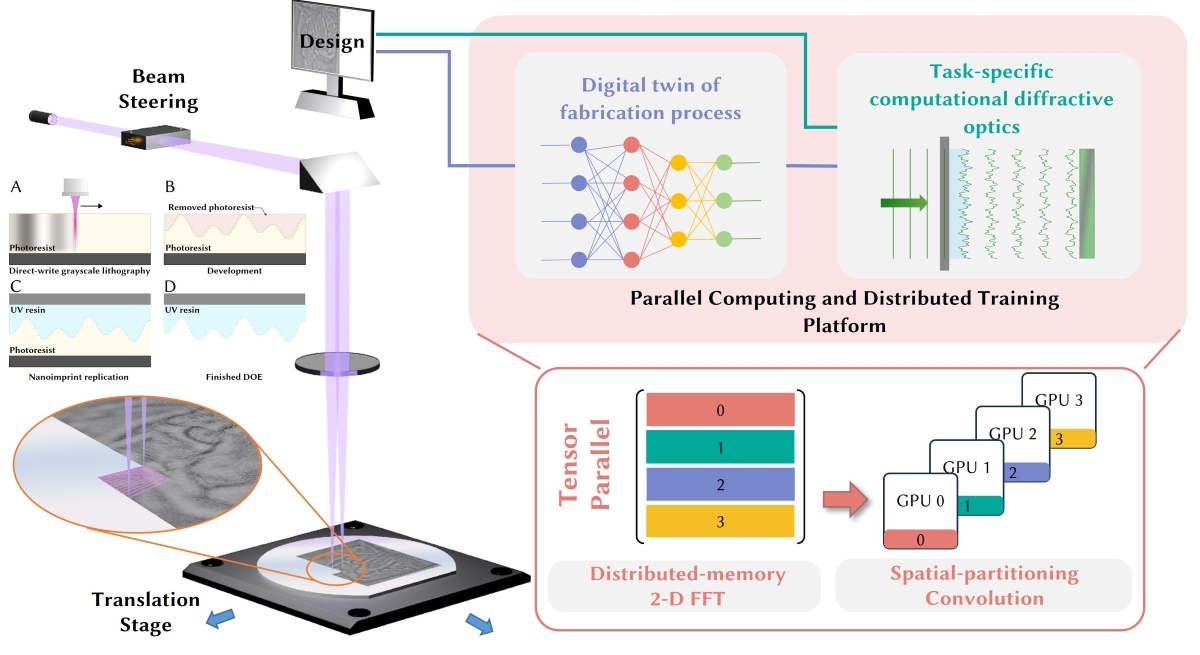 Design
Beam
Steering
A
B
Removed photoresist
Photoresist
Photoresist
Direct-write grayscale lithography
Development
C
D
UV resin
UV resin
Photoresist
Nanoimprint replication
Finished DOE
Translation
Stage
Digital twin of
fabrication process
Task-specific
computational diffractive
optics
Parallel Computing and Distributed Training
Platform
Tensor
Parallel
0
1
2
3
GPU 3
3
GPU 2
2
GPU 1
1
GPU 0
0
Distributed-memory
2-D FFT
Spatial-partitioning
Convolution